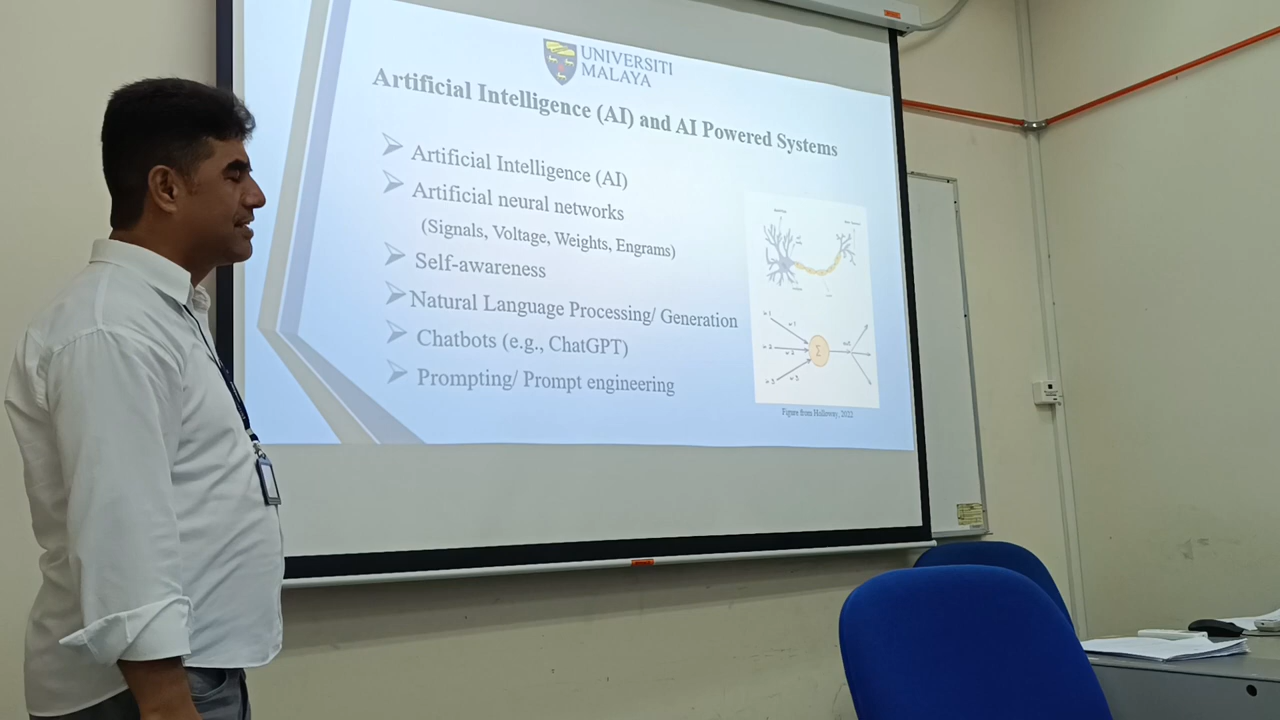 UNIVERSITI
MALAYA
Artificial Intelligence (AI) and AI Powered Systems
Artificial Intelligence (AI)
Artificial neural networks
(Signals, Voltage, Weights, Engrams)
Self-awareness
Natural Language Processing/ Generation
Chatbots (e.g., ChatGPT)
Prompting/ Prompt engineering
Σ
Figure from Holloway, 2022